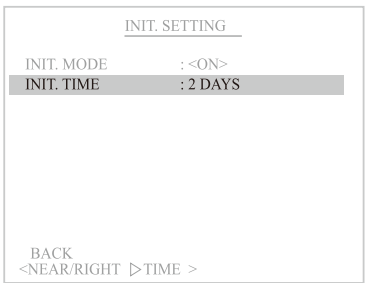 INIT. SETTING
INIT. MODE : <ON>
INIT. TIME : 2 DAYS
BACK
<NEAR/RIGHT ▷TIME >